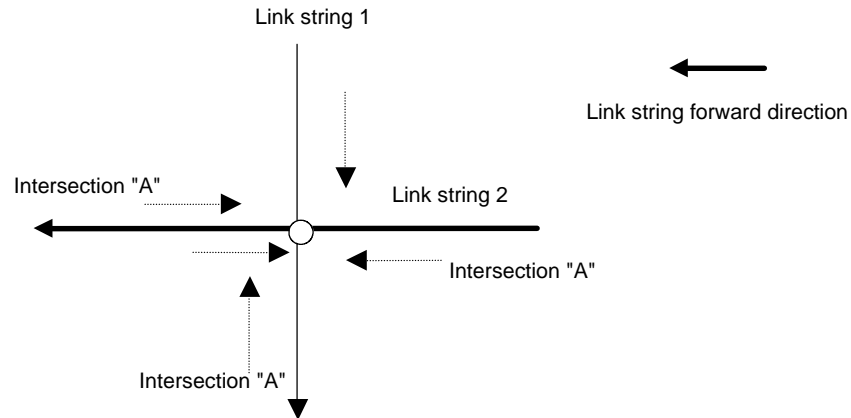 Link string 1
Link string forward direction
Intersection "A"
Link string 2
Intersection "A"
Intersection "A"